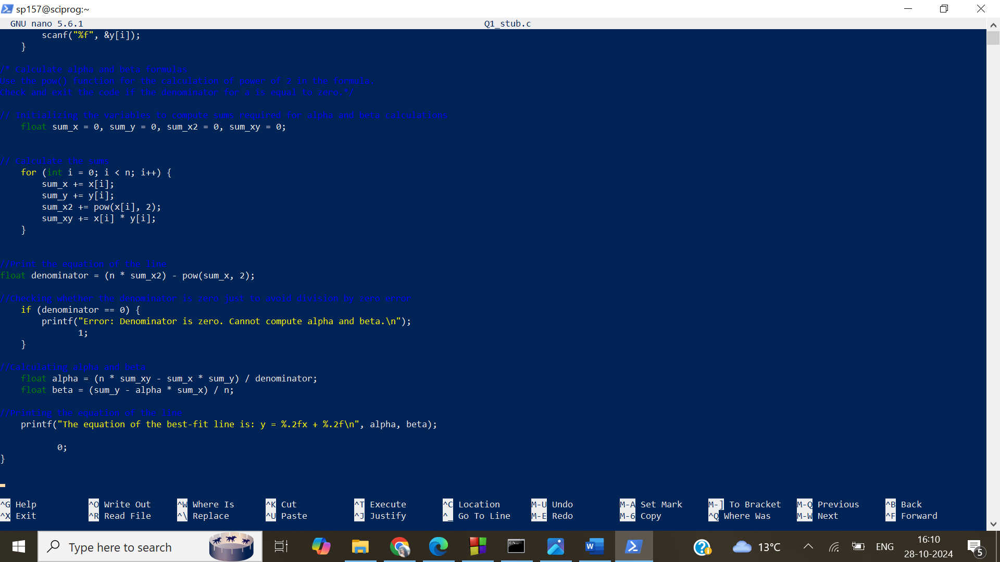 sp157@sciprog:~
GNU nano 5.6.1 Q1_stub.c
scanf("%f", &y[i]);
}
/* Calculate alpha and beta formulas
Use the pow() function for the calculation of power of 2 in the formula.
Check and exit the code if the denominator for a is equal to zero.*/
// Initializing the variables to compute sums required for alpha and beta calculations
float sum_x = 0, sum_y = 0, sum_x2 = 0, sum_xy = 0;
// Calculate the sums
for (int i = 0; i < n; i++) {
sum_x += x[i];
sum_y += y[i];
sum_x2 += pow(x[i], 2);
sum_xy += x[i] * y[i];
}
//Print the equation of the line
float denominator = (n * sum_x2) - pow(sum_x, 2);
//Checking whether the denominator is zero just to avoid division by zero error
if (denominator == 0) {
printf("Error: Denominator is zero. Cannot compute alpha and beta.\n");
1;
}
//Calculating alpha and beta
float alpha = (n * sum_xy - sum_x * sum_y) / denominator;
float beta = (sum_y - alpha * sum_x) / n;
//Printing the equation of the line
printf("The equation of the best-fit line is: y = %.2fx + %.2f\n", alpha, beta);
0;
}
^G Help ^O Write Out ^W Where Is ^K Cut ^T Execute ^C Location M-U Undo M-A Set Mark M-] To Bracket M-Q Previous ^B Back
^X Exit ^R Read File ^\ Replace ^U Paste ^J Justify ^_ Go To Line M-E Redo M-6 Copy ^Q Where Was M-W Next ^F Forward
Type here to search 13°C ENG 16:10
28-10-2024 5